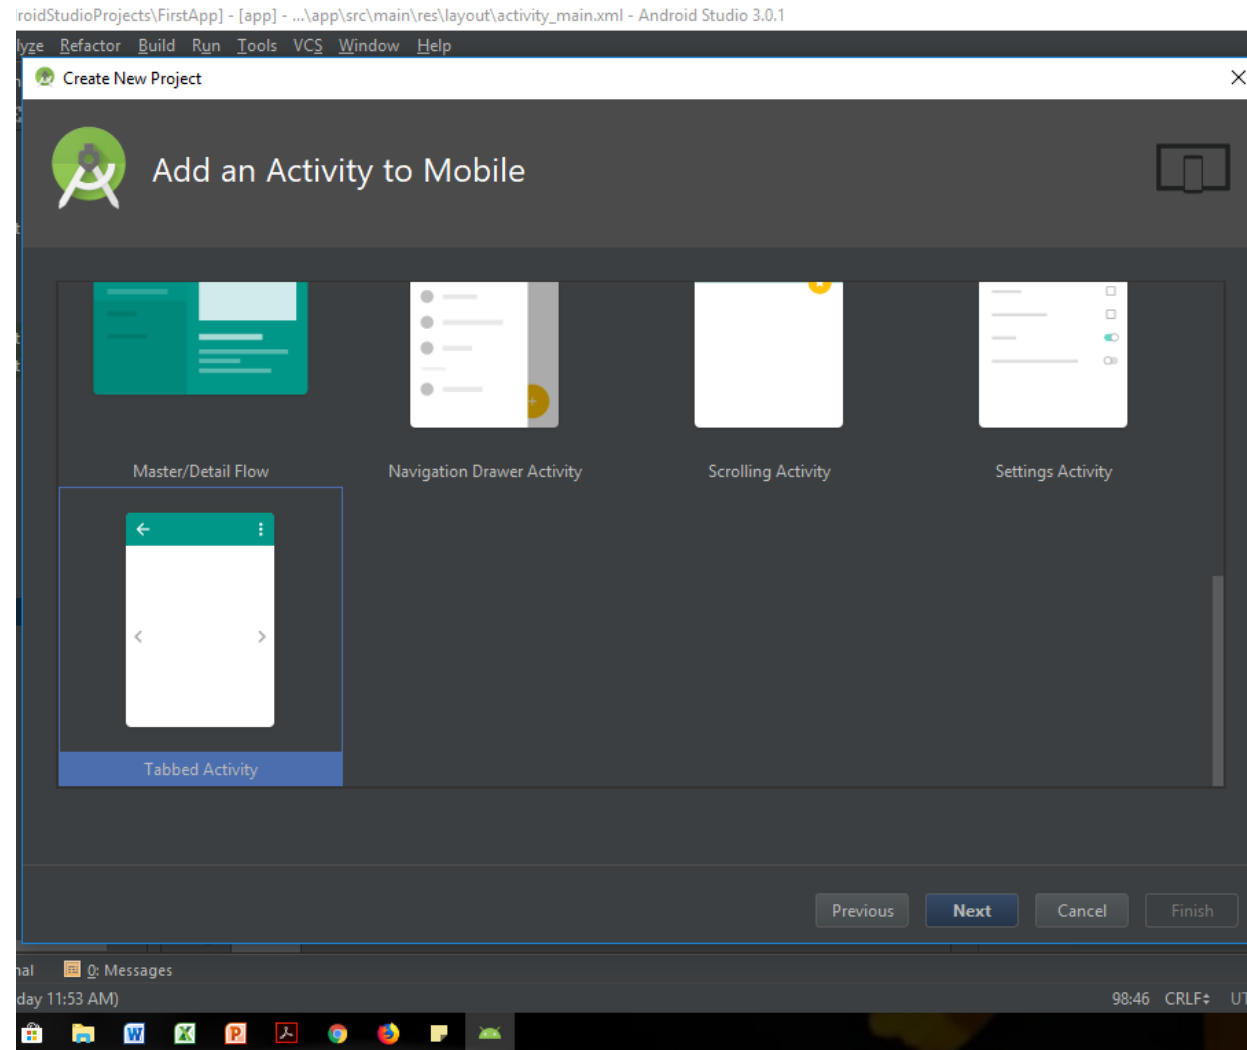 roidStudioProjects\FirstApp] - [app] - ...\app\src\main\res\layout\activity_main.xml - Android Studio 3.0.1
lyze Refactor Build Run Tools VCS Window Help
Create New Project
Add an Activity to Mobile
Master/Detail Flow Navigation Drawer Activity Scrolling Activity Settings Activity
Tabbed Activity
Previous Next Cancel Finish
nal 0: Messages
day 11:53 AM) 98:46 CRLF UT